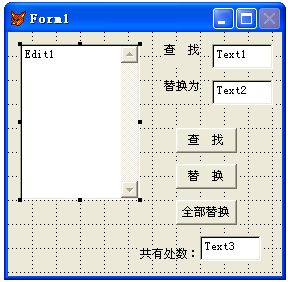 Form1
Edit1
查 找
Text1
替换为
Text2
查 找
替 换
全部替换
共有处数：
Text3